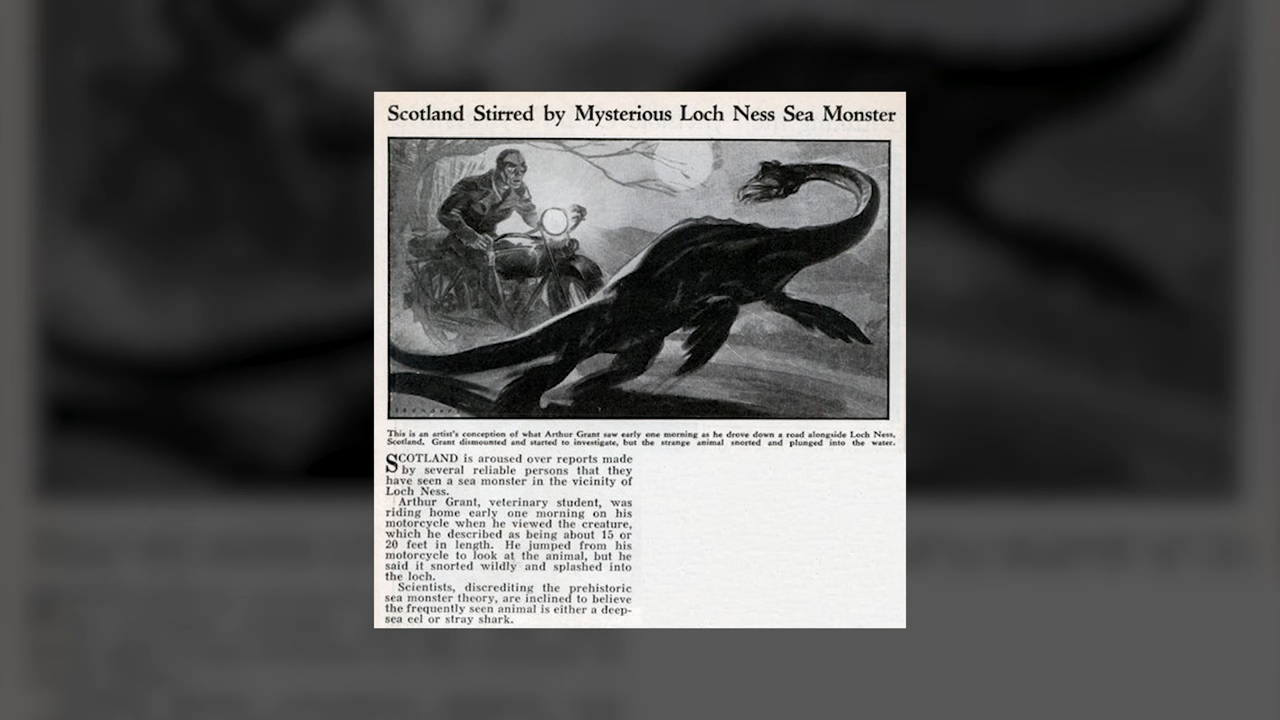 Scotland Stirred by Mysterious Loch Ness Sea Monster
This is an artist's conception of what Arthur Grant saw early one morning as he drove down a road alongside Loch Ness,
Scotland. Grant dismounted and started to investigate, but the strange animal snorted and plunged into the water.
SCOTLAND is aroused over reports made
by several reliable persons that they
have seen a sea monster in the vicinity of
Loch Ness.
Arthur Grant, veterinary student, was
riding home early one morning on his
motorcycle when he viewed the creature,
which he described as being about 15 or
20 feet in length. He jumped from his
motorcycle to look at the animal, but he
said it snorted wildly and splashed into
the loch.
Scientists, discrediting the prehistoric
sea monster theory, are inclined to believe
the frequently seen animal is either a deep-
sea eel or stray shark.